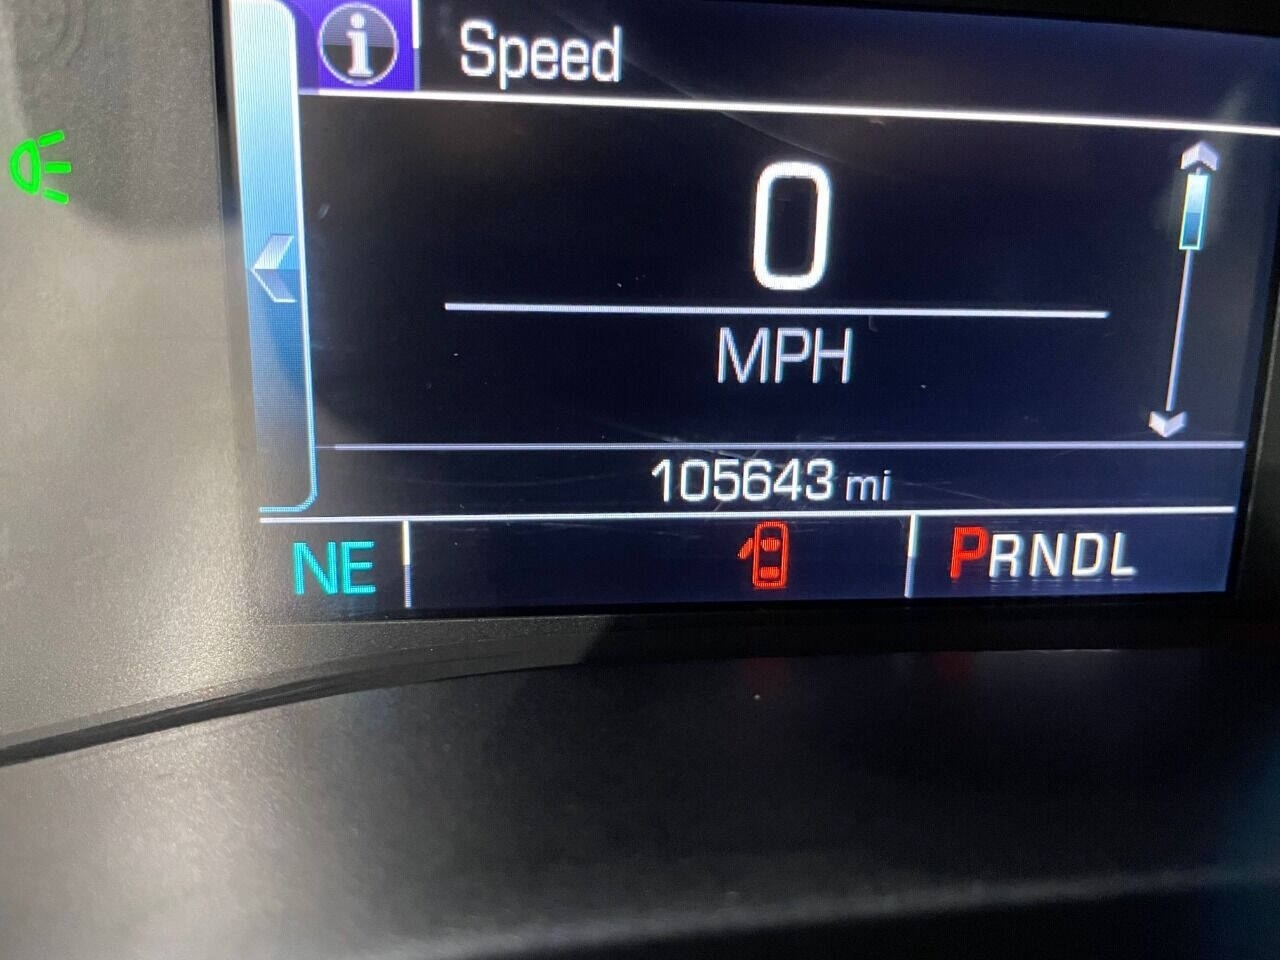 i Speed
0
MPH
105643 mi
NE PRNDL